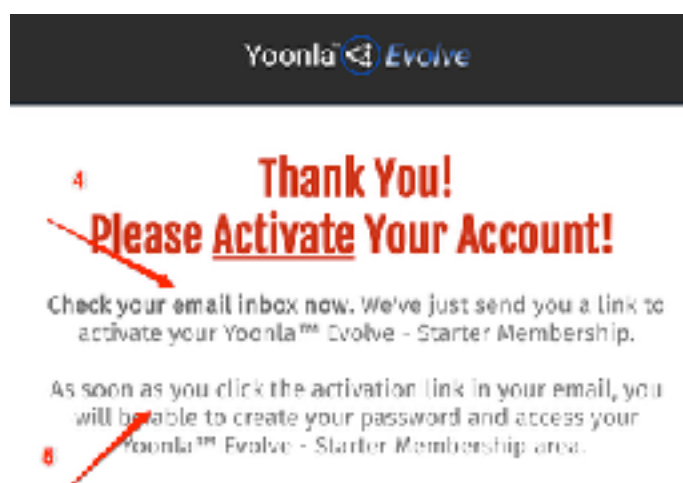 Yoonla Evolve
4
Thank You!
Please Activate Your Account!
Check your email inbox now. We've just send you a link to
activate your Yoonla™ Evolve - Starter Membership.
As soon as you click the activation link in your email, you
will be able to create your password and access your
Yoonla™ Evolve - Starter Membership area.